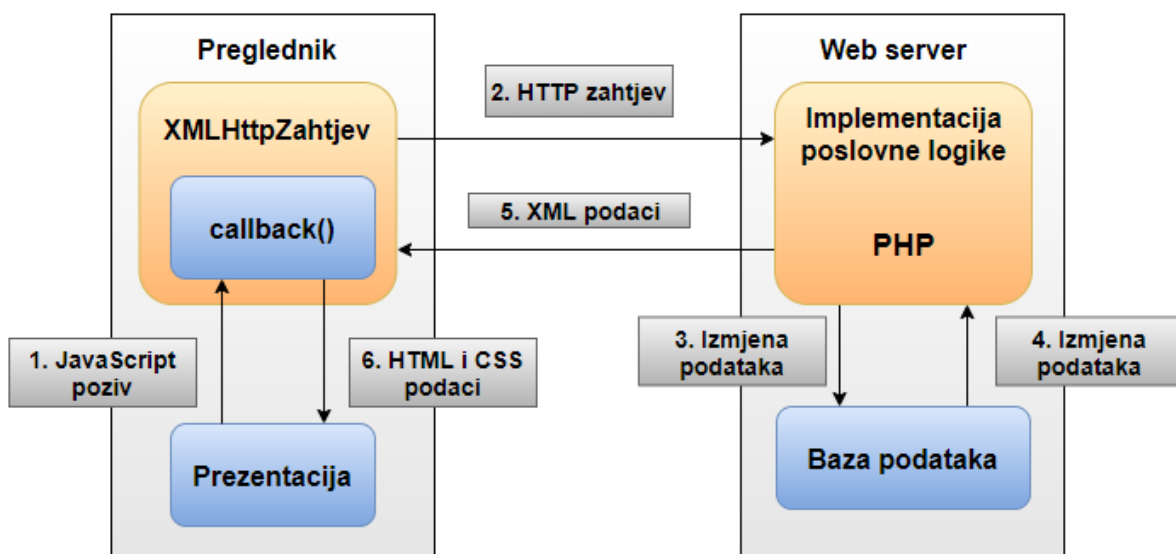 Preglednik
XMLHttpZahtjev
callback()
1. JavaScript
poziv
6. HTML i CSS
podaci
Prezentacija
2. HTTP zahtjev
5. XML podaci
Web server
Implementacija
poslovne logike
PHP
3. Izmjena
podataka
4. Izmjena
podataka
Baza podataka